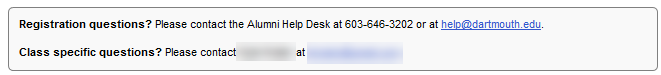 Registration questions? Please contact the Alumni Help Desk at 603-646-3202 or at help@dartmouth.edu.
Class specific questions? Please contact at